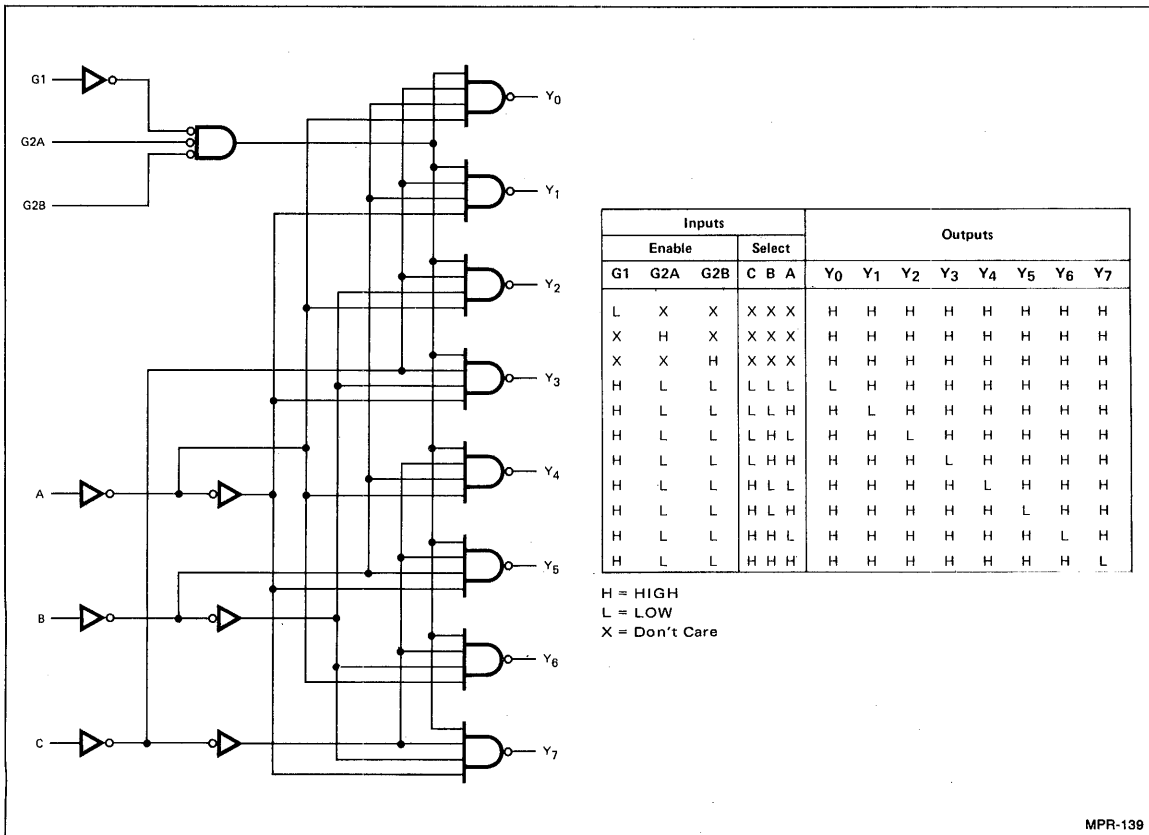 G1
G2A
G2B
A
B
C
Y0
Y1
Y2
Y3
Y4
Y5
Y6
Y7
Inputs Outputs
Enable Select
G1 G2A G2B C B A Y0 Y1 Y2 Y3 Y4 Y5 Y6 Y7
L X X X X X H H H H H H H H
X H X X X X H H H H H H H H
X X H X X X H H H H H H H H
H L L L L L L H H H H H H H
H L L L L H H L H H H H H H
H L L L H L H H L H H H H H
H L L L H H H H H L H H H H
H L L H L L H H H H L H H H
H L L H L H H H H H H L H H
H L L H H L H H H H H H L H
H L L H H H H H H H H H H L
H = HIGH
L = LOW
X = Don't Care
MPR-139